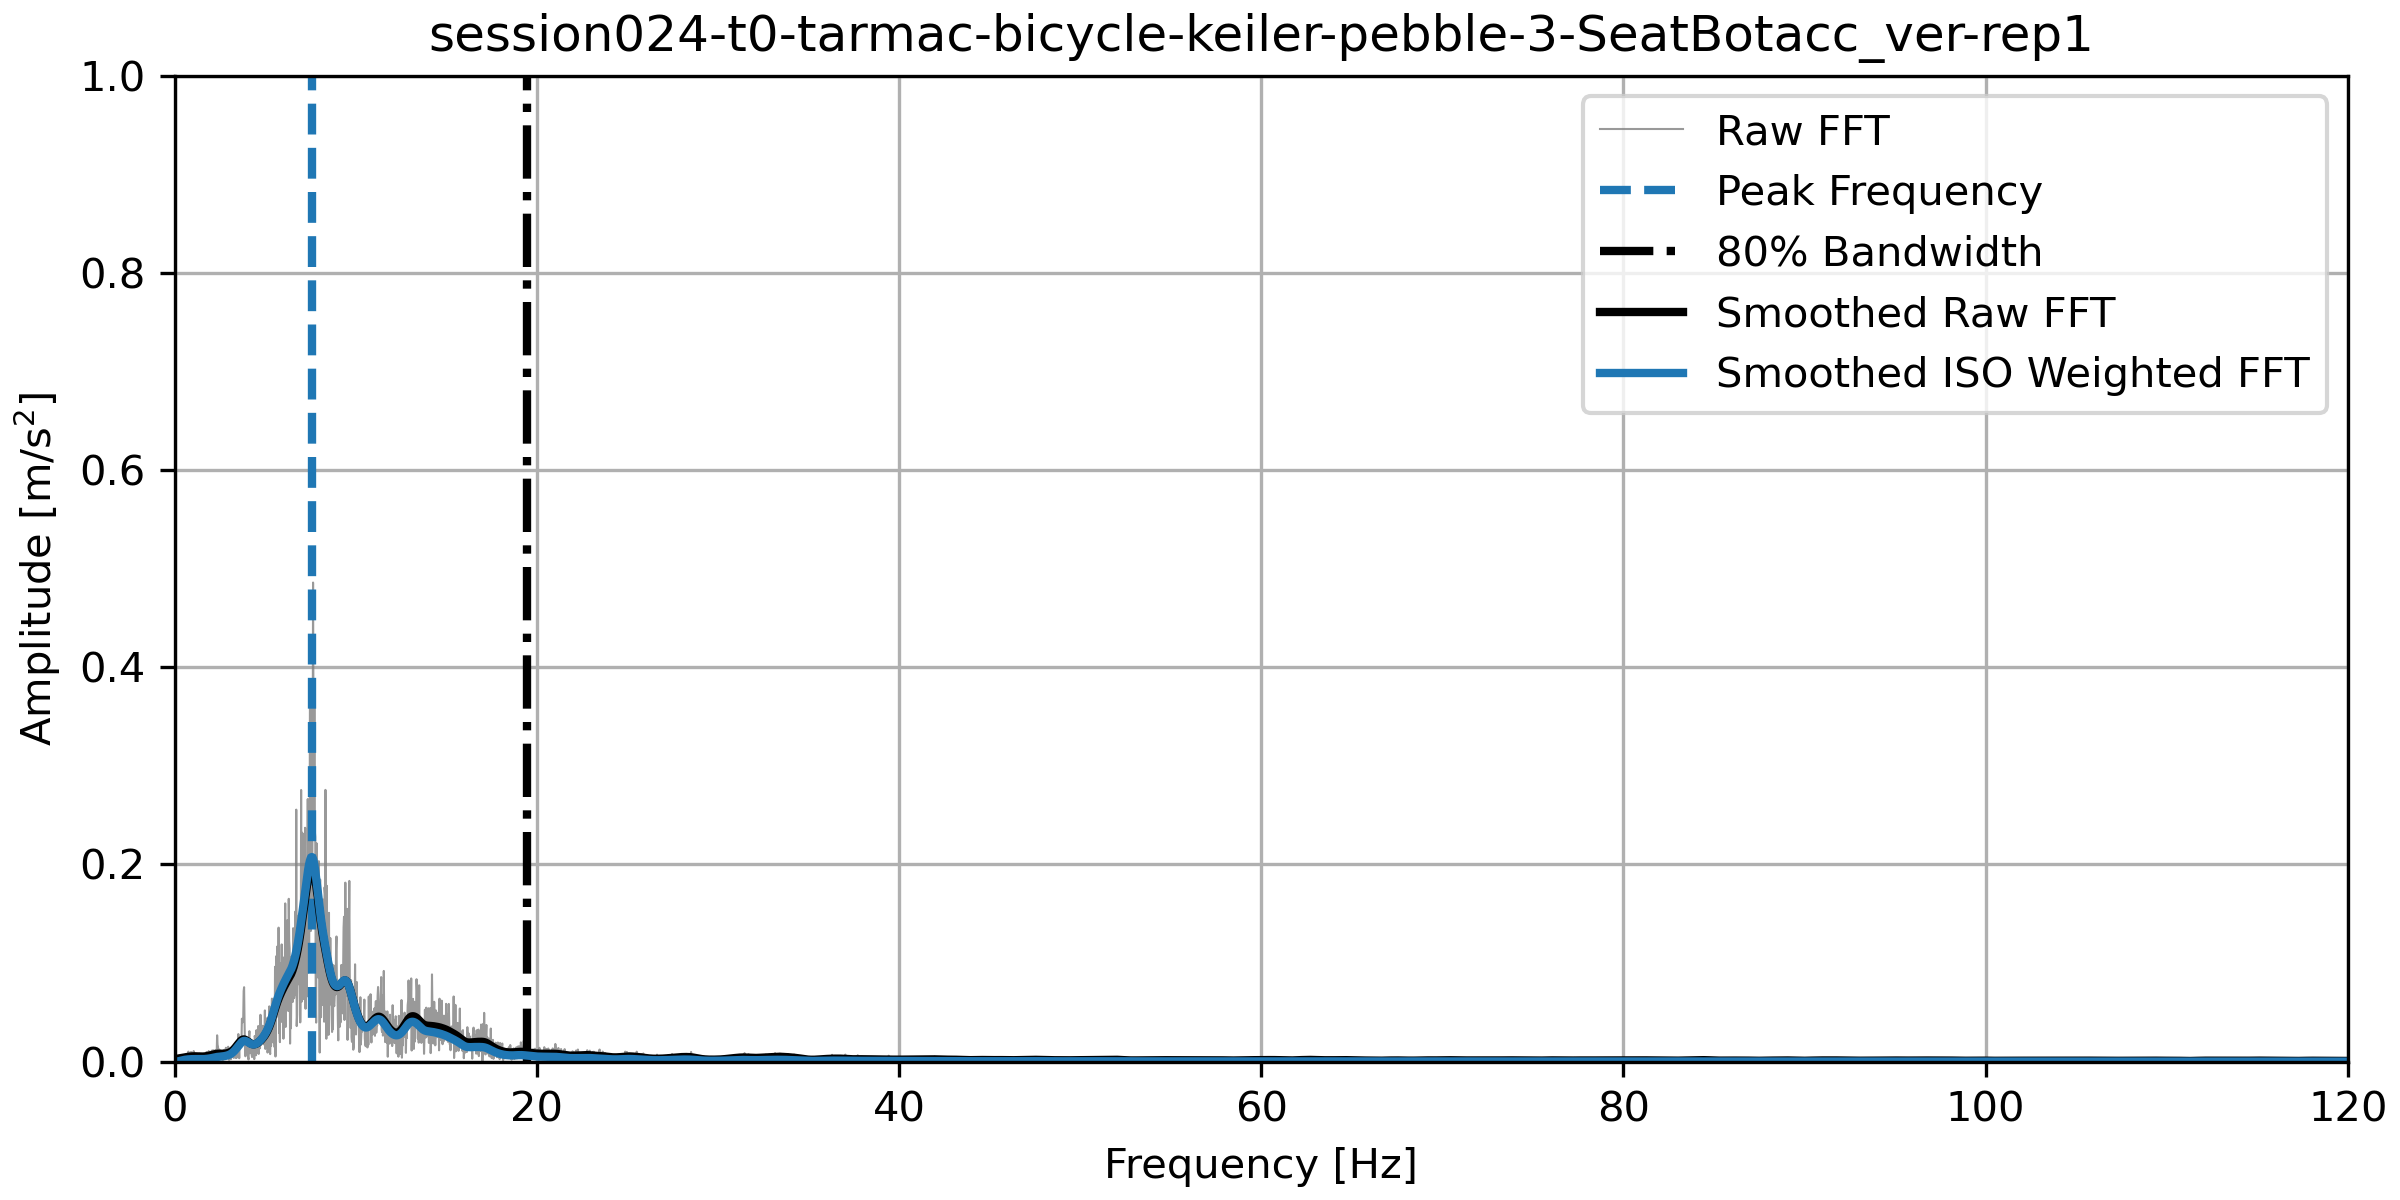 session024-t0-tarmac-bicycle-keiler-pebble-3-SeatBotacc_ver-rep1
1.0
0.8
0.6
0.4
0.2
0.0
Amplitude [m/s²]
Raw FFT
Peak Frequency
80% Bandwidth
Smoothed Raw FFT
Smoothed ISO Weighted FFT
0 20 40 60 80 100 120
Frequency [Hz]